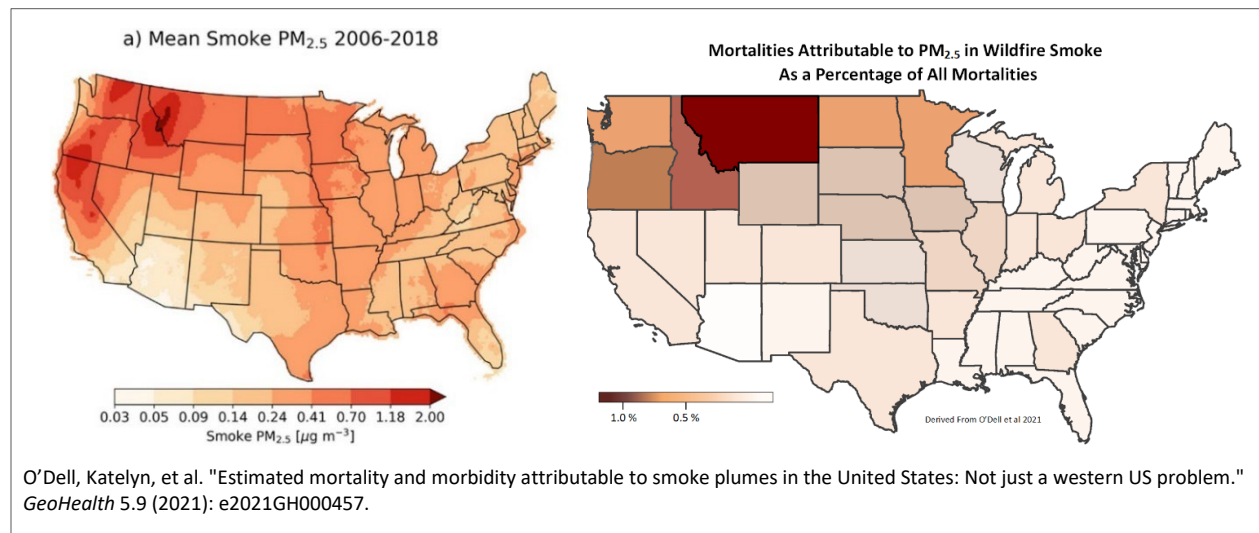 a) Mean Smoke PM2.5 2006-2018
0.03 0.05 0.09 0.14 0.24 0.41 0.70 1.18 2.00
Smoke PM2.5 [μg m⁻³]
Mortalities Attributable to PM2.5 in Wildfire Smoke
As a Percentage of All Mortalities
1.0 % 0.5 %
Derived From O'Dell et al 2021
O’Dell, Katelyn, et al. "Estimated mortality and morbidity attributable to smoke plumes in the United States: Not just a western US problem."
GeoHealth 5.9 (2021): e2021GH000457.